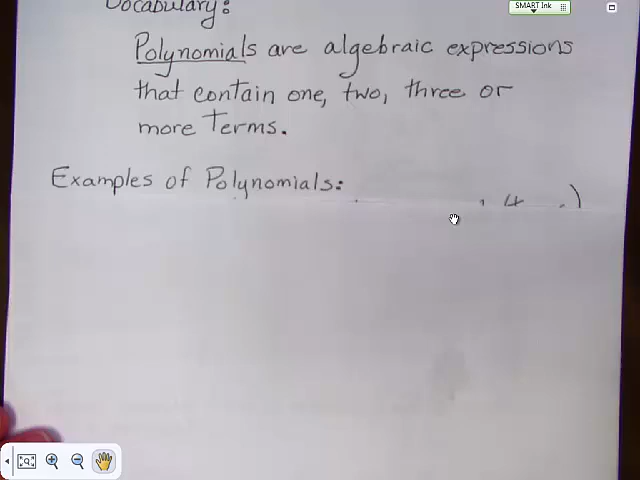 Vocabulary:
SMART Ink
Polynomials are algebraic expressions
that contain one, two, three or
more Terms.
Examples of Polynomials: